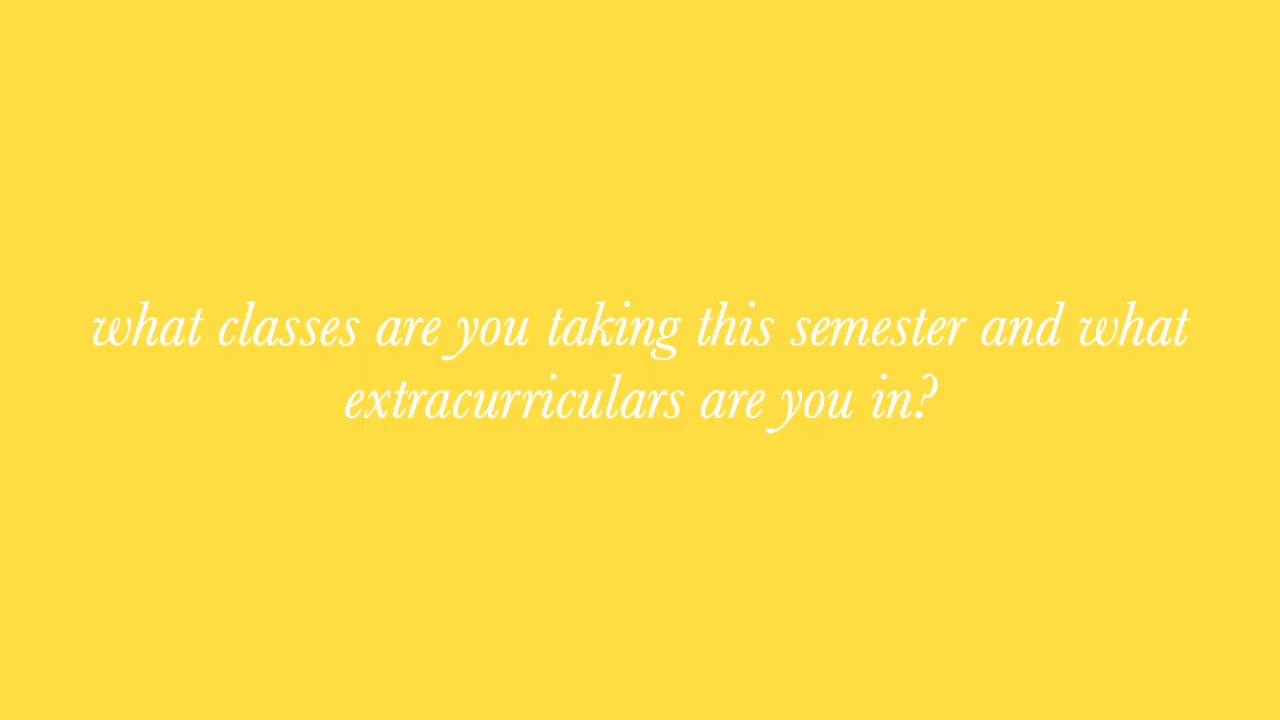 what classes are you taking this semester and what
extracurriculars are you in?